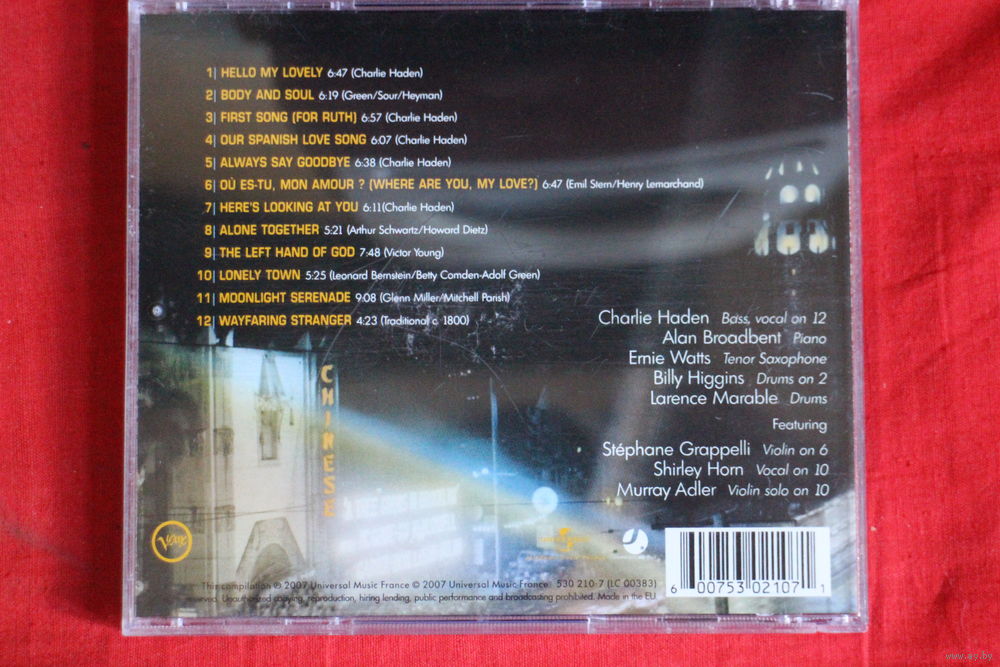 1| HELLO MY LOVELY 6:47 (Charlie Haden)
2| BODY AND SOUL 6:19 (Green/Sour/Heyman)
3| FIRST SONG (FOR RUTH) 6:57 (Charlie Haden)
4| OUR SPANISH LOVE SONG 6:07 (Charlie Haden)
5| ALWAYS SAY GOODBYE 6:38 (Charlie Haden)
6| OÙ ES-TU, MON AMOUR ? (WHERE ARE YOU, MY LOVE?) 6:47 (Emil Stern/Henry Lemarchand)
7| HERE'S LOOKING AT YOU 6:11(Charlie Haden)
8| ALONE TOGETHER 5:21 (Arthur Schwartz/Howard Dietz)
9| THE LEFT HAND OF GOD 7:48 (Victor Young)
10| LONELY TOWN 5:25 (Leonard Bernstein/Betty Comden-Adolf Green)
11| MOONLIGHT SERENADE 9:08 (Glenn Miller/Mitchell Parish)
12| WAYFARING STRANGER 4:23 (Traditional c. 1800)
Charlie Haden Bass, vocal on 12
Alan Broadbent Piano
Ernie Watts Tenor Saxophone
Billy Higgins Drums on 2
Larence Marable Drums
Featuring
Stéphane Grappelli Violin on 6
Shirley Horn Vocal on 10
Murray Adler Violin solo on 10
CHINESE
Verve
This compilation ℗ 2007 Universal Music France © 2007 Universal Music France 530 210-7 (LC 00383)
reserved. Unauthorized copying, reproduction, hiring lending, public performance and broadcasting prohibited. Made in the EU
6 00753 02107 1
www.ay.by